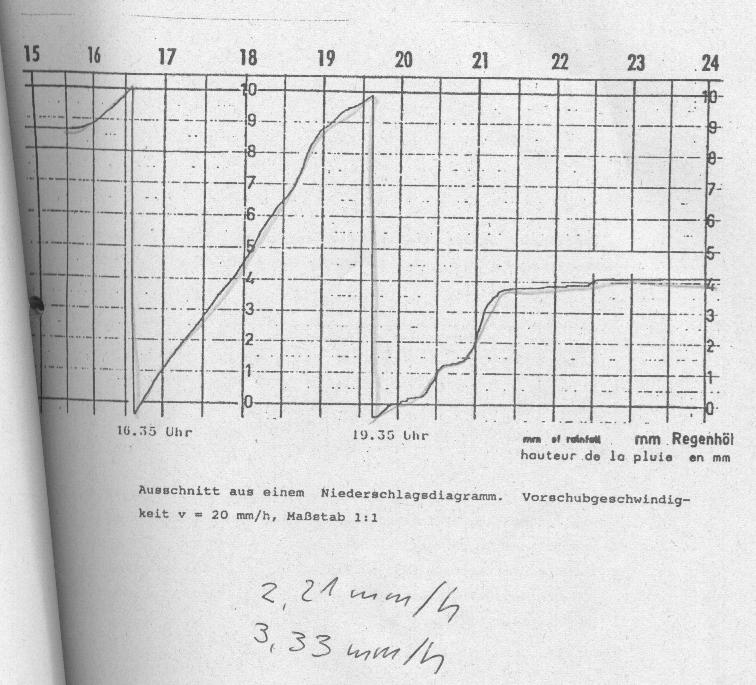 15 16 17 18 19 20 21 22 23 24
10 10
9 9
8 8
7 7
6 6
5 5
4 4
3 3
2 2
1 1
0 0
16.35 Uhr 19.35 Uhr
mm of rainfall mm Regenhöl
hauteur de la pluie en mm
Ausschnitt aus einem Niederschlagsdiagramm. Vorschubgeschwindig-
keit v = 20 mm/h, Maßstab 1:1
2,21 mm/h
3,33 mm/h